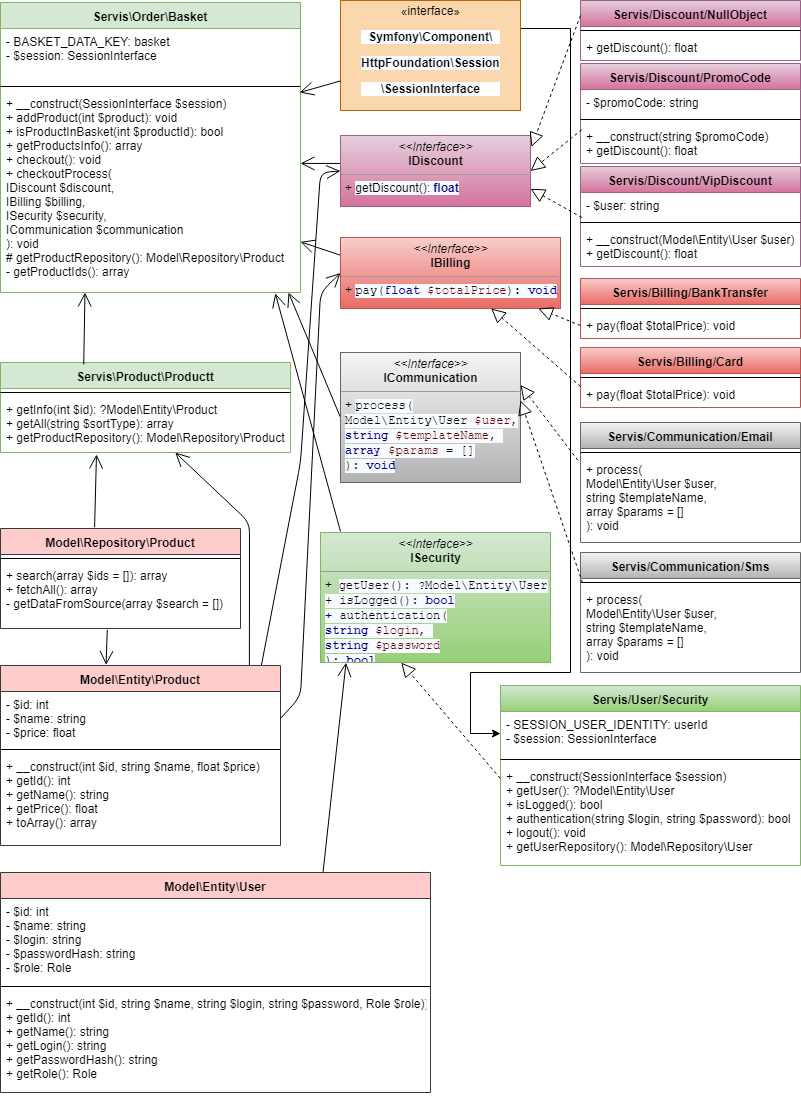 Servis\Order\Basket
- BASKET_DATA_KEY: basket
- $session: SessionInterface
+ __construct(SessionInterface $session)
+ addProduct(int $product): void
+ isProductInBasket(int $productId): bool
+ getProductsInfo(): array
+ checkout(): void
+ checkoutProcess(
IDiscount $discount,
IBilling $billing,
ISecurity $security,
ICommunication $communication
): void
# getProductRepository(): Model\Repository\Product
- getProductIds(): array
«interface»
Symfony\Component\
HttpFoundation\Session
\SessionInterface
<<Interface>>
IDiscount
+ getDiscount(): float
<<Interface>>
IBilling
+ pay(float $totalPrice): void
<<Interface>>
ICommunication
+ process(
Model\Entity\User $user,
string $templateName,
array $params = []
): void
<<Interface>>
ISecurity
+ getUser(): ?Model\Entity\User
+ isLogged(): bool
+ authentication(
string $login,
string $password
): bool
Servis/Discount/NullObject
+ getDiscount(): float
Servis/Discount/PromoCode
- $promoCode: string
+ __construct(string $promoCode)
+ getDiscount(): float
Servis/Discount/VipDiscount
- $user: string
+ __construct(Model\Entity\User $user)
+ getDiscount(): float
Servis/Billing/BankTransfer
+ pay(float $totalPrice): void
Servis/Billing/Card
+ pay(float $totalPrice): void
Servis/Communication/Email
+ process(
Model\Entity\User $user,
string $templateName,
array $params = []
): void
Servis/Communication/Sms
+ process(
Model\Entity\User $user,
string $templateName,
array $params = []
): void
Servis/User/Security
- SESSION_USER_IDENTITY: userId
- $session: SessionInterface
+ __construct(SessionInterface $session)
+ getUser(): ?Model\Entity\User
+ isLogged(): bool
+ authentication(string $login, string $password): bool
+ logout(): void
+ getUserRepository(): Model\Repository\User
Servis\Product\Productt
+ getInfo(int $id): ?Model\Entity\Product
+ getAll(string $sortType): array
+ getProductRepository(): Model\Repository\Product
Model\Repository\Product
+ search(array $ids = []): array
+ fetchAll(): array
- getDataFromSource(array $search = [])
Model\Entity\Product
- $id: int
- $name: string
- $price: float
+ __construct(int $id, string $name, float $price)
+ getId(): int
+ getName(): string
+ getPrice(): float
+ toArray(): array
Model\Entity\User
- $id: int
- $name: string
- $login: string
- $passwordHash: string
- $role: Role
+ __construct(int $id, string $name, string $login, string $password, Role $role))
+ getId(): int
+ getName(): string
+ getLogin(): string
+ getPasswordHash(): string
+ getRole(): Role